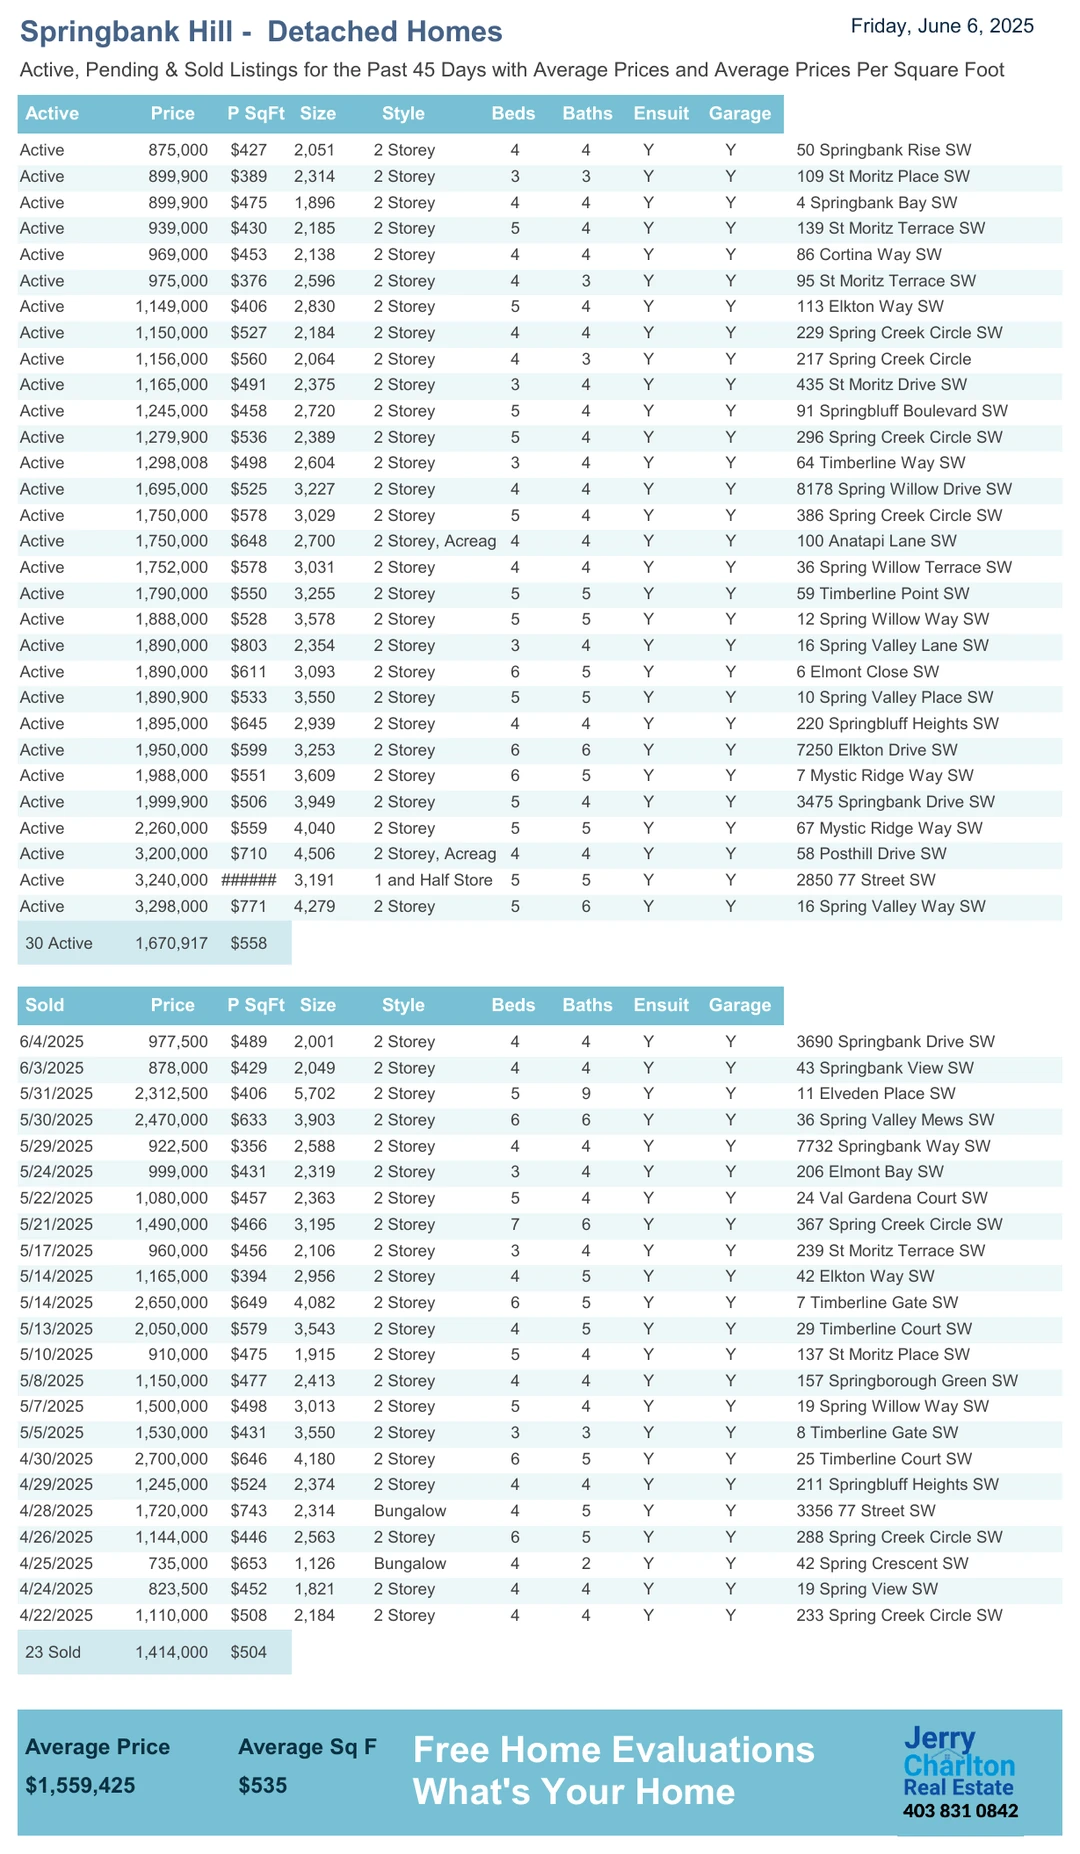 Springbank Hill -  Detached Homes
Friday, June 6, 2025
Active, Pending & Sold Listings for the Past 45 Days with Average Prices and Average Prices Per Square Foot
Active Price P SqFt Size Style Beds Baths Ensuit Garage
Active 875,000 $427 2,051 2 Storey 4 4 Y Y 50 Springbank Rise SW
Active 899,900 $389 2,314 2 Storey 3 3 Y Y 109 St Moritz Place SW
Active 899,900 $475 1,896 2 Storey 4 4 Y Y 4 Springbank Bay SW
Active 939,000 $430 2,185 2 Storey 5 4 Y Y 139 St Moritz Terrace SW
Active 969,000 $453 2,138 2 Storey 4 4 Y Y 86 Cortina Way SW
Active 975,000 $376 2,596 2 Storey 4 3 Y Y 95 St Moritz Terrace SW
Active 1,149,000 $406 2,830 2 Storey 5 4 Y Y 113 Elkton Way SW
Active 1,150,000 $527 2,184 2 Storey 4 4 Y Y 229 Spring Creek Circle SW
Active 1,156,000 $560 2,064 2 Storey 4 3 Y Y 217 Spring Creek Circle
Active 1,165,000 $491 2,375 2 Storey 3 4 Y Y 435 St Moritz Drive SW
Active 1,245,000 $458 2,720 2 Storey 5 4 Y Y 91 Springbluff Boulevard SW
Active 1,279,900 $536 2,389 2 Storey 5 4 Y Y 296 Spring Creek Circle SW
Active 1,298,008 $498 2,604 2 Storey 3 4 Y Y 64 Timberline Way SW
Active 1,695,000 $525 3,227 2 Storey 4 4 Y Y 8178 Spring Willow Drive SW
Active 1,750,000 $578 3,029 2 Storey 5 4 Y Y 386 Spring Creek Circle SW
Active 1,750,000 $648 2,700 2 Storey, Acreag 4 4 Y Y 100 Anatapi Lane SW
Active 1,752,000 $578 3,031 2 Storey 4 4 Y Y 36 Spring Willow Terrace SW
Active 1,790,000 $550 3,255 2 Storey 5 5 Y Y 59 Timberline Point SW
Active 1,888,000 $528 3,578 2 Storey 5 5 Y Y 12 Spring Willow Way SW
Active 1,890,000 $803 2,354 2 Storey 3 4 Y Y 16 Spring Valley Lane SW
Active 1,890,000 $611 3,093 2 Storey 6 5 Y Y 6 Elmont Close SW
Active 1,890,900 $533 3,550 2 Storey 5 5 Y Y 10 Spring Valley Place SW
Active 1,895,000 $645 2,939 2 Storey 4 4 Y Y 220 Springbluff Heights SW
Active 1,950,000 $599 3,253 2 Storey 6 6 Y Y 7250 Elkton Drive SW
Active 1,988,000 $551 3,609 2 Storey 6 5 Y Y 7 Mystic Ridge Way SW
Active 1,999,900 $506 3,949 2 Storey 5 4 Y Y 3475 Springbank Drive SW
Active 2,260,000 $559 4,040 2 Storey 5 5 Y Y 67 Mystic Ridge Way SW
Active 3,200,000 $710 4,506 2 Storey, Acreag 4 4 Y Y 58 Posthill Drive SW
Active 3,240,000 ###### 3,191 1 and Half Store 5 5 Y Y 2850 77 Street SW
Active 3,298,000 $771 4,279 2 Storey 5 6 Y Y 16 Spring Valley Way SW
30 Active 1,670,917 $558
Sold Price P SqFt Size Style Beds Baths Ensuit Garage
6/4/2025 977,500 $489 2,001 2 Storey 4 4 Y Y 3690 Springbank Drive SW
6/3/2025 878,000 $429 2,049 2 Storey 4 4 Y Y 43 Springbank View SW
5/31/2025 2,312,500 $406 5,702 2 Storey 5 9 Y Y 11 Elveden Place SW
5/30/2025 2,470,000 $633 3,903 2 Storey 6 6 Y Y 36 Spring Valley Mews SW
5/29/2025 922,500 $356 2,588 2 Storey 4 4 Y Y 7732 Springbank Way SW
5/24/2025 999,000 $431 2,319 2 Storey 3 4 Y Y 206 Elmont Bay SW
5/22/2025 1,080,000 $457 2,363 2 Storey 5 4 Y Y 24 Val Gardena Court SW
5/21/2025 1,490,000 $466 3,195 2 Storey 7 6 Y Y 367 Spring Creek Circle SW
5/17/2025 960,000 $456 2,106 2 Storey 3 4 Y Y 239 St Moritz Terrace SW
5/14/2025 1,165,000 $394 2,956 2 Storey 4 5 Y Y 42 Elkton Way SW
5/14/2025 2,650,000 $649 4,082 2 Storey 6 5 Y Y 7 Timberline Gate SW
5/13/2025 2,050,000 $579 3,543 2 Storey 4 5 Y Y 29 Timberline Court SW
5/10/2025 910,000 $475 1,915 2 Storey 5 4 Y Y 137 St Moritz Place SW
5/8/2025 1,150,000 $477 2,413 2 Storey 4 4 Y Y 157 Springborough Green SW
5/7/2025 1,500,000 $498 3,013 2 Storey 5 4 Y Y 19 Spring Willow Way SW
5/5/2025 1,530,000 $431 3,550 2 Storey 3 3 Y Y 8 Timberline Gate SW
4/30/2025 2,700,000 $646 4,180 2 Storey 6 5 Y Y 25 Timberline Court SW
4/29/2025 1,245,000 $524 2,374 2 Storey 4 4 Y Y 211 Springbluff Heights SW
4/28/2025 1,720,000 $743 2,314 Bungalow 4 5 Y Y 3356 77 Street SW
4/26/2025 1,144,000 $446 2,563 2 Storey 6 5 Y Y 288 Spring Creek Circle SW
4/25/2025 735,000 $653 1,126 Bungalow 4 2 Y Y 42 Spring Crescent SW
4/24/2025 823,500 $452 1,821 2 Storey 4 4 Y Y 19 Spring View SW
4/22/2025 1,110,000 $508 2,184 2 Storey 4 4 Y Y 233 Spring Creek Circle SW
23 Sold 1,414,000 $504
Average Price Average Sq F
$1,559,425 $535
Free Home Evaluations
What's Your Home
Jerry
Charlton
Real Estate
403 831 0842